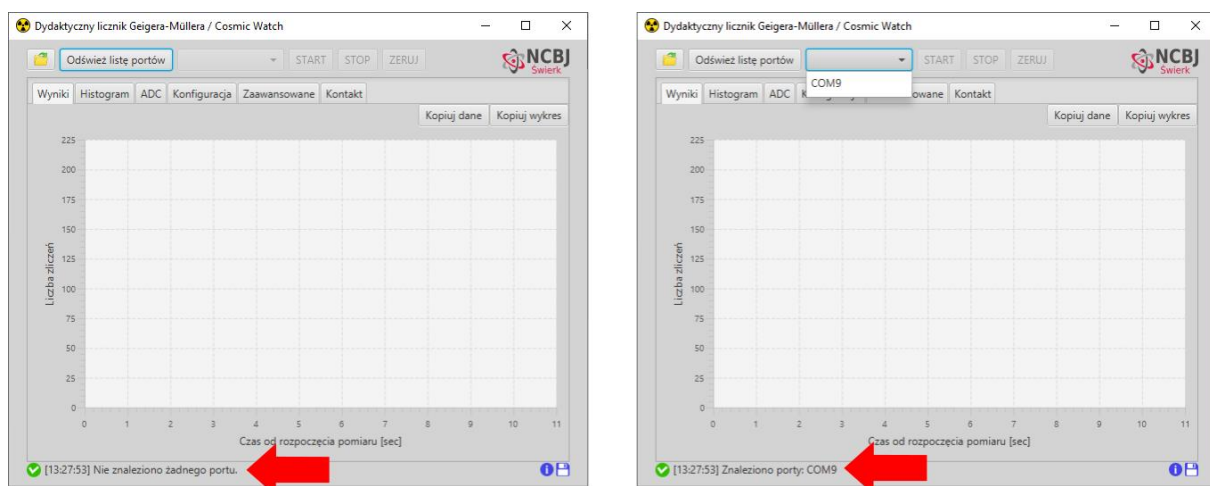 Dydaktyczny licznik Geigera-Müllera / Cosmic Watch
Odśwież listę portów START STOP ZERUJ
NCBJ
Świerk
Wyniki Histogram ADC Konfiguracja Zaawansowane Kontakt
Kopiuj dane Kopiuj wykres
225
200
175
150
125
100
75
50
25
0
Liczba zliczeń
0 1 2 3 4 5 6 7 8 9 10 11
Czas od rozpoczęcia pomiaru [sec]
[13:27:53] Nie znaleziono żadnego portu.
Dydaktyczny licznik Geigera-Müllera / Cosmic Watch
Odśwież listę portów START STOP ZERUJ
NCBJ
Świerk
COM9
Wyniki Histogram ADC owane Kontakt
Kopiuj dane Kopiuj wykres
225
200
175
150
125
100
75
50
25
0
Liczba zliczeń
0 1 2 3 4 5 6 7 8 9 10 11
Czas od rozpoczęcia pomiaru [sec]
[13:27:53] Znaleziono porty: COM9